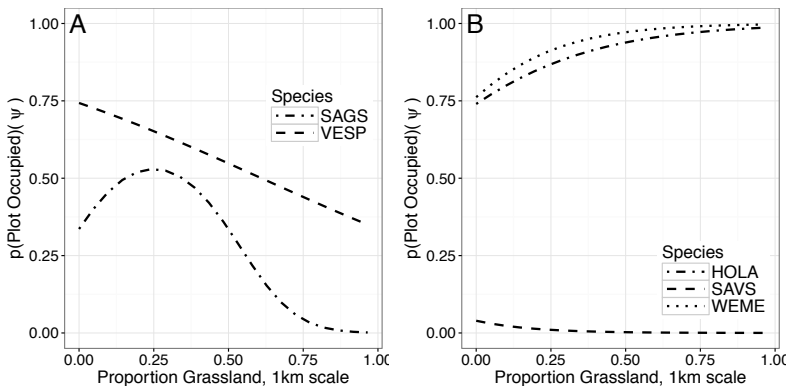 A
1.00
0.75
0.50
0.25
0.00
p(Plot Occupied)( ψ )
Species
SAGS
VESP
0.00 0.25 0.50 0.75 1.00
Proportion Grassland, 1km scale
B
1.00
0.75
0.50
0.25
0.00
p(Plot Occupied)( ψ )
Species
HOLA
SAVS
WEME
0.00 0.25 0.50 0.75 1.00
Proportion Grassland, 1km scale